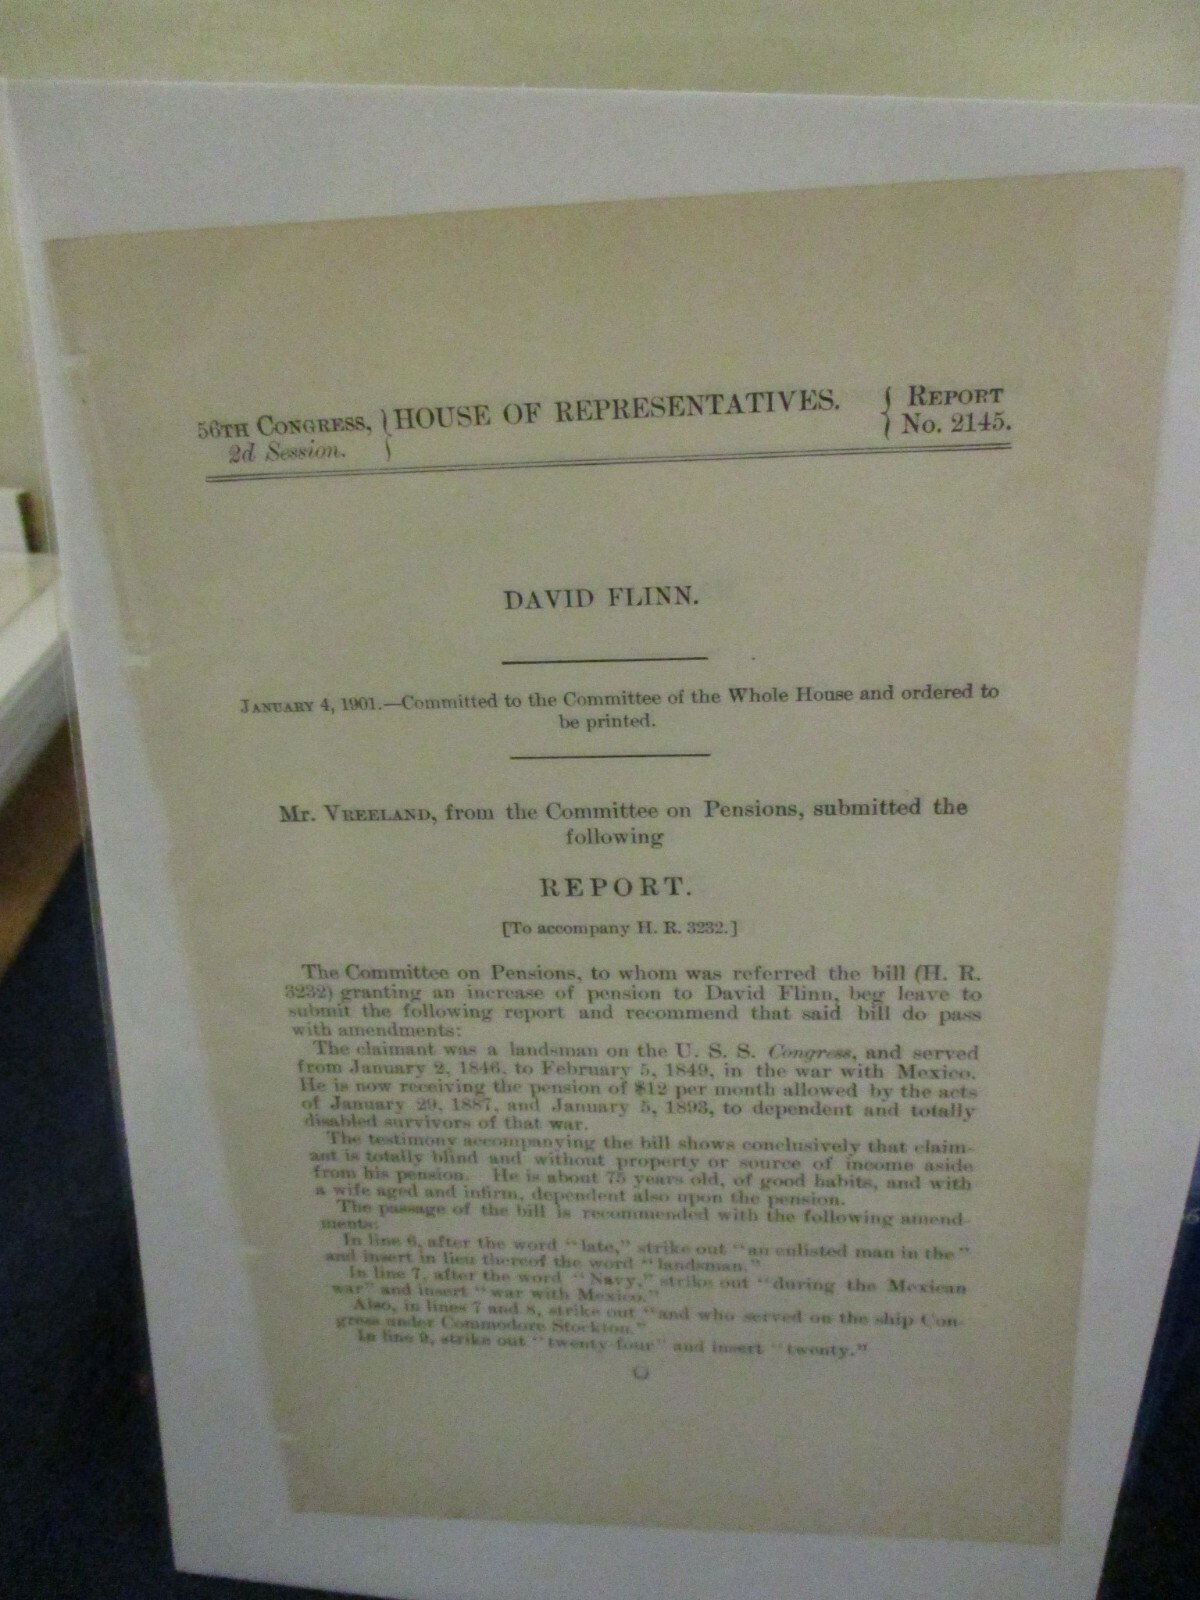 56TH CONGRESS, } HOUSE OF REPRESENTATIVES. { REPORT
2d Session. } { No. 2145.
DAVID FLINN.
JANUARY 4, 1901.—Committed to the Committee of the Whole House and ordered to
be printed.
Mr. VREELAND, from the Committee on Pensions, submitted the
following
REPORT.
[To accompany H. R. 3232.]
The Committee on Pensions, to whom was referred the bill (H. R.
3232) granting an increase of pension to David Flinn, beg leave to
submit the following report and recommend that said bill do pass
with amendments:
The claimant was a landsman on the U. S. S. Congress, and served
from January 2, 1846, to February 5, 1849, in the war with Mexico.
He is now receiving the pension of $12 per month allowed by the acts
of January 29, 1887, and January 5, 1893, to dependent and totally
disabled survivors of that war.
The testimony accompanying the bill shows conclusively that claim-
ant is totally blind and without property or source of income aside
from his pension. He is about 75 years old, of good habits, and with
a wife aged and infirm, dependent also upon the pension.
The passage of the bill is recommended with the following amend-
ments:
In line 6, after the word "late," strike out "an enlisted man in the"
and insert in lieu thereof the word "landsman."
In line 7, after the word "Navy," strike out "during the Mexican
war" and insert "war with Mexico."
Also, in lines 7 and 8, strike out "and who served on the ship Con-
gress under Commodore Stockton."
In line 9, strike out "twenty-four" and insert "twenty."